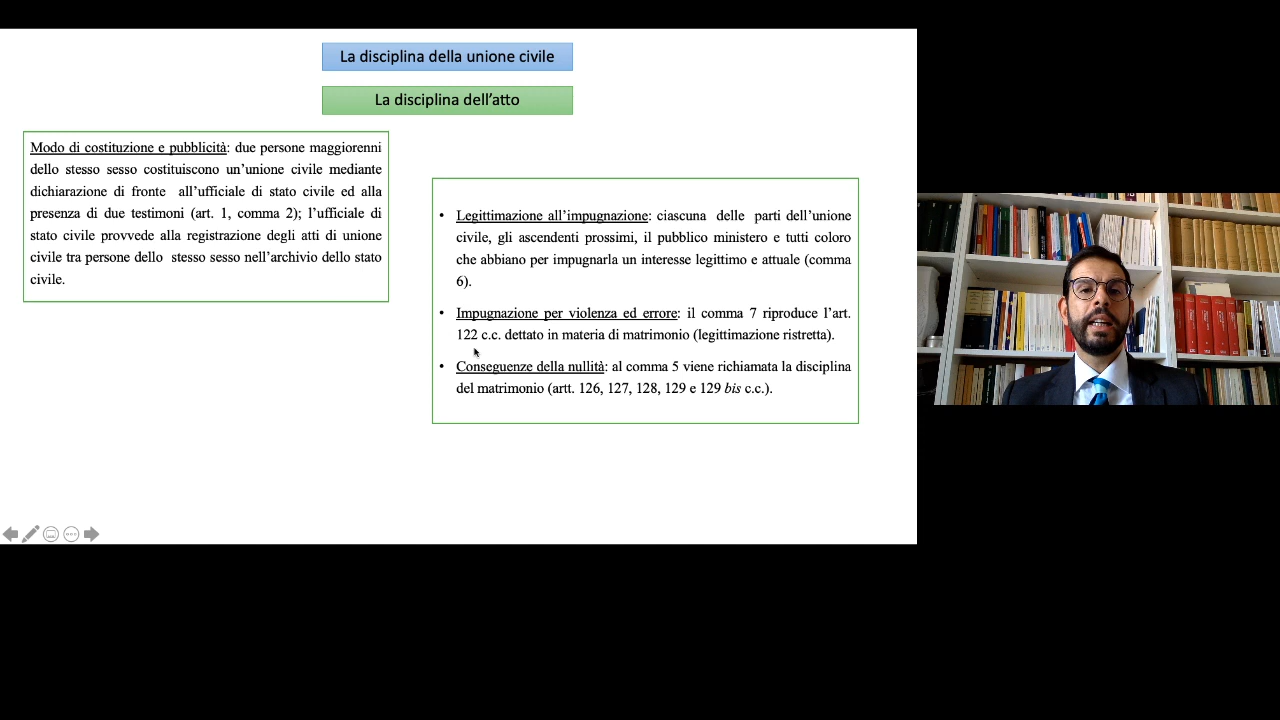 La disciplina della unione civile
La disciplina dell’atto
Modo di costituzione e pubblicità: due persone maggiorenni
dello stesso sesso costituiscono un’unione civile mediante
dichiarazione di fronte all’ufficiale di stato civile ed alla
presenza di due testimoni (art. 1, comma 2); l’ufficiale di
stato civile provvede alla registrazione degli atti di unione
civile tra persone dello stesso sesso nell’archivio dello stato
civile.
• Legittimazione all’impugnazione: ciascuna delle parti dell’unione
civile, gli ascendenti prossimi, il pubblico ministero e tutti coloro
che abbiano per impugnarla un interesse legittimo e attuale (comma
6).
• Impugnazione per violenza ed errore: il comma 7 riproduce l’art.
122 c.c. dettato in materia di matrimonio (legittimazione ristretta).
• Conseguenze della nullità: al comma 5 viene richiamata la disciplina
del matrimonio (artt. 126, 127, 128, 129 e 129 bis c.c.).